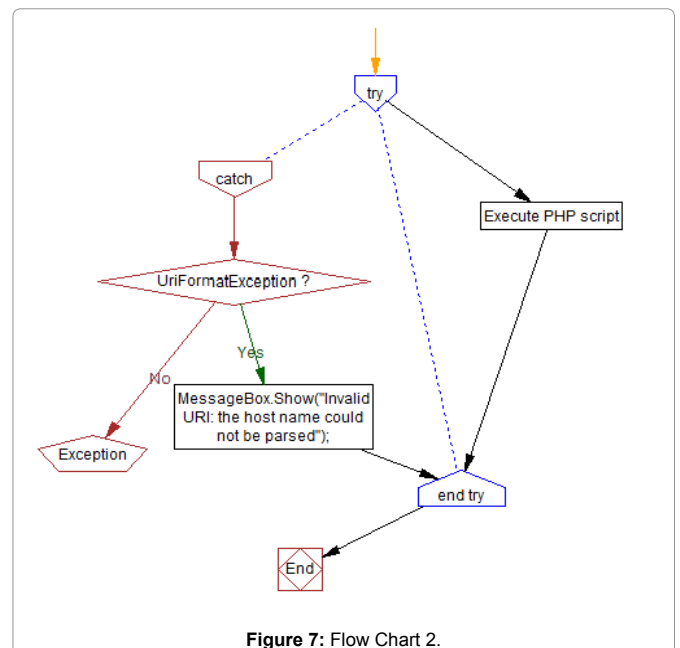 try
catch
Execute PHP script
UriFormatException ?
Yes
No
MessageBox.Show("Invalid
URI: the host name could
not be parsed");
Exception
end try
End
Figure 7: Flow Chart 2.